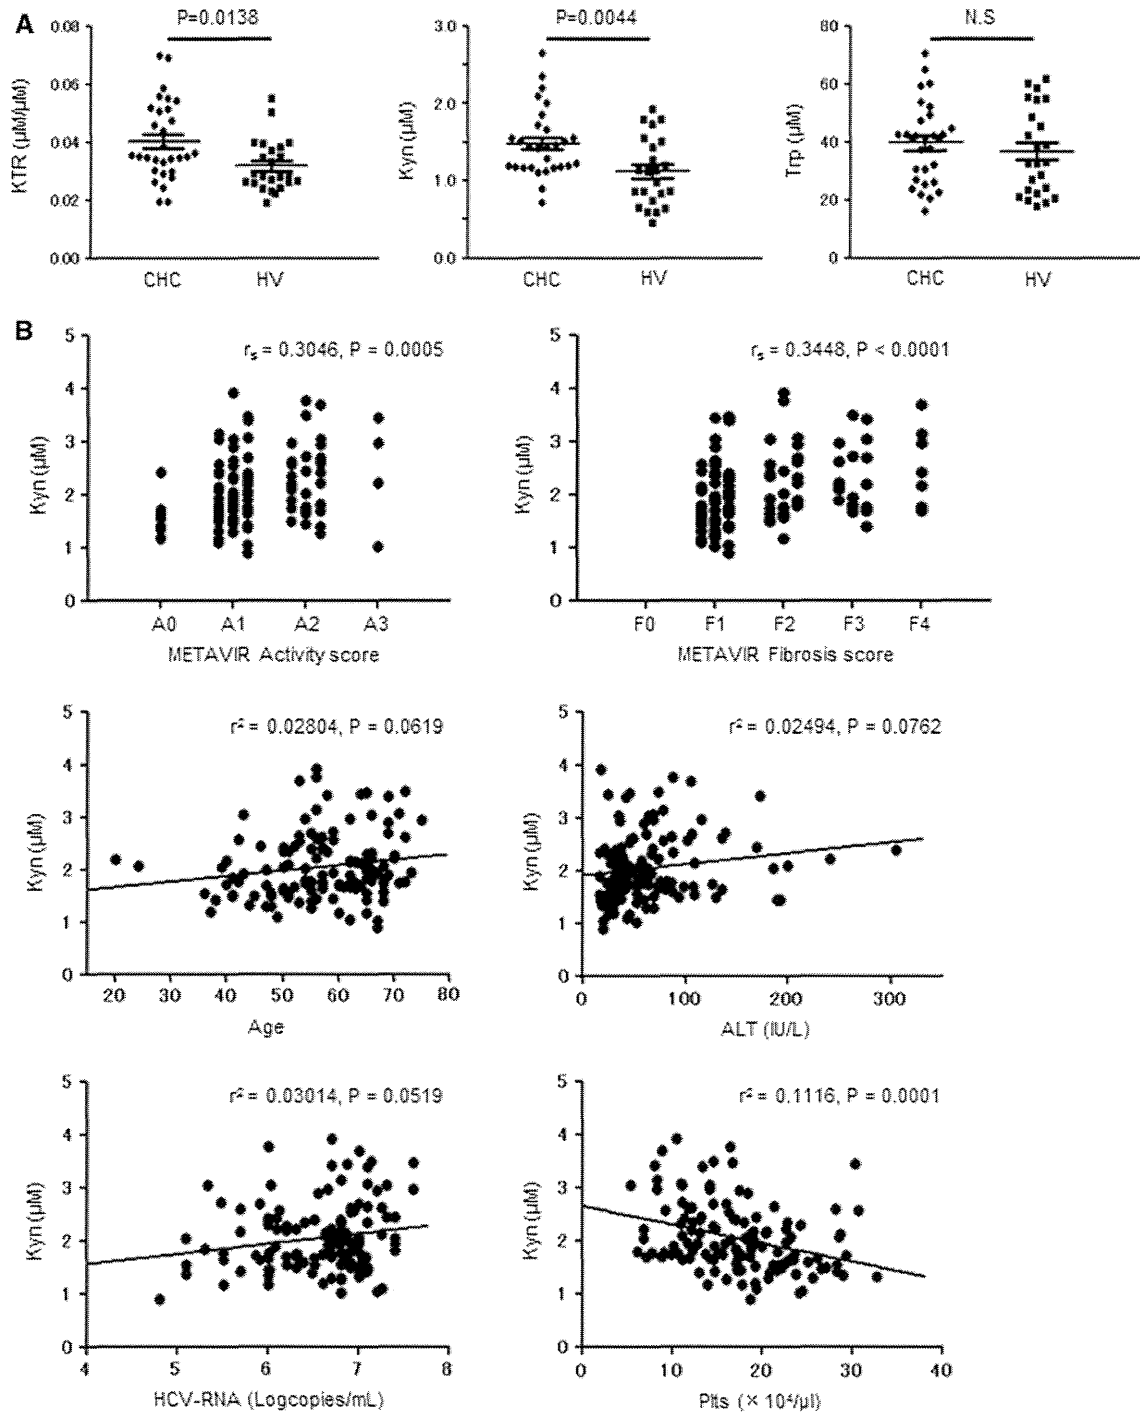 A
P=0.0138
P=0.0044
N.S
0.08
0.06
0.04
0.02
0.00
KTR (µM/µM)
CHC
HV
3.0
2.0
1.0
0.0
Kyn (µM)
CHC
HV
80
60
40
20
0
Trp (µM)
CHC
HV
B
rs = 0.3046, P = 0.0005
5
4
3
2
1
0
Kyn (µM)
A0
A1
A2
A3
METAVIR Activity score
rs = 0.3448, P < 0.0001
5
4
3
2
1
0
Kyn (µM)
F0
F1
F2
F3
F4
METAVIR Fibrosis score
r² = 0.02804, P = 0.0619
5
4
3
2
1
0
Kyn (µM)
20
30
40
50
60
70
80
Age
r² = 0.02494, P = 0.0762
5
4
3
2
1
0
Kyn (µM)
0
100
200
300
ALT (IU/L)
r² = 0.03014, P = 0.0519
5
4
3
2
1
0
Kyn (µM)
4
5
6
7
8
HCV-RNA (Logcopies/mL)
r² = 0.1116, P = 0.0001
5
4
3
2
1
0
Kyn (µM)
0
10
20
30
40
Plts (× 10⁴/µl)